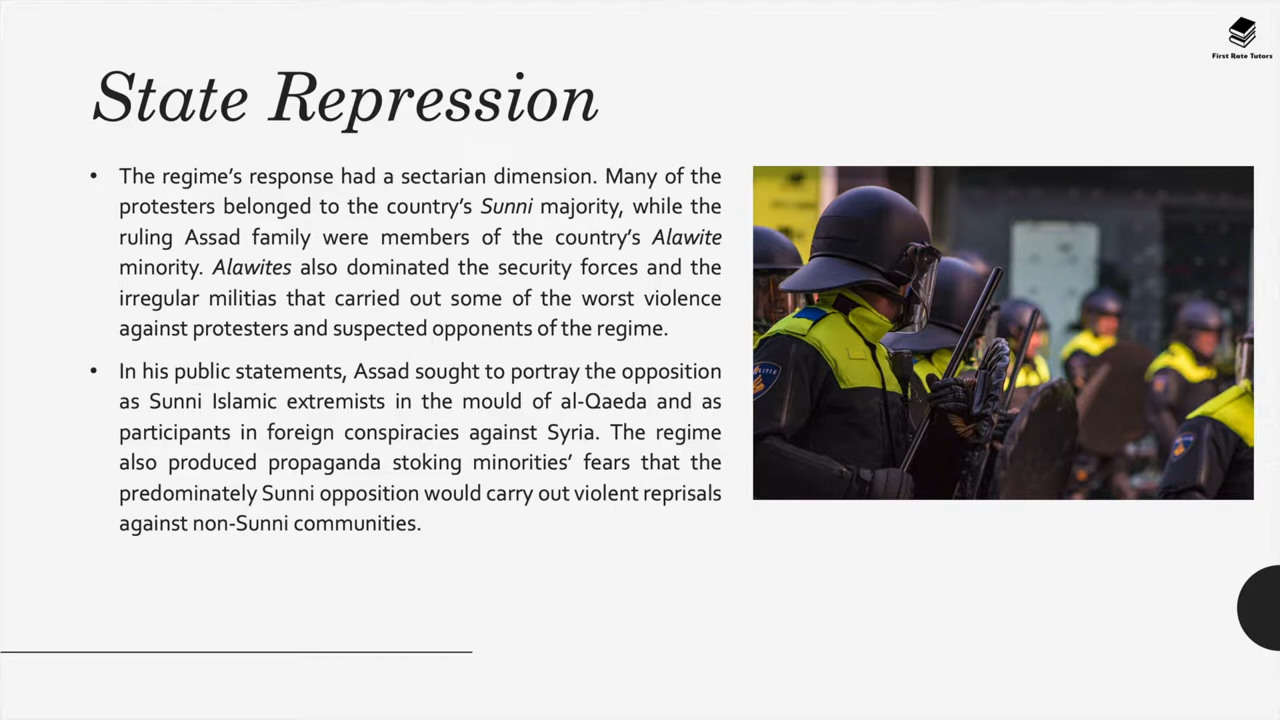 First Rate Tutors
State Repression
• The regime's response had a sectarian dimension. Many of the
protesters belonged to the country's Sunni majority, while the
ruling Assad family were members of the country's Alawite
minority. Alawites also dominated the security forces and the
irregular militias that carried out some of the worst violence
against protesters and suspected opponents of the regime.
• In his public statements, Assad sought to portray the opposition
as Sunni Islamic extremists in the mould of al-Qaeda and as
participants in foreign conspiracies against Syria. The regime
also produced propaganda stoking minorities' fears that the
predominately Sunni opposition would carry out violent reprisals
against non-Sunni communities.